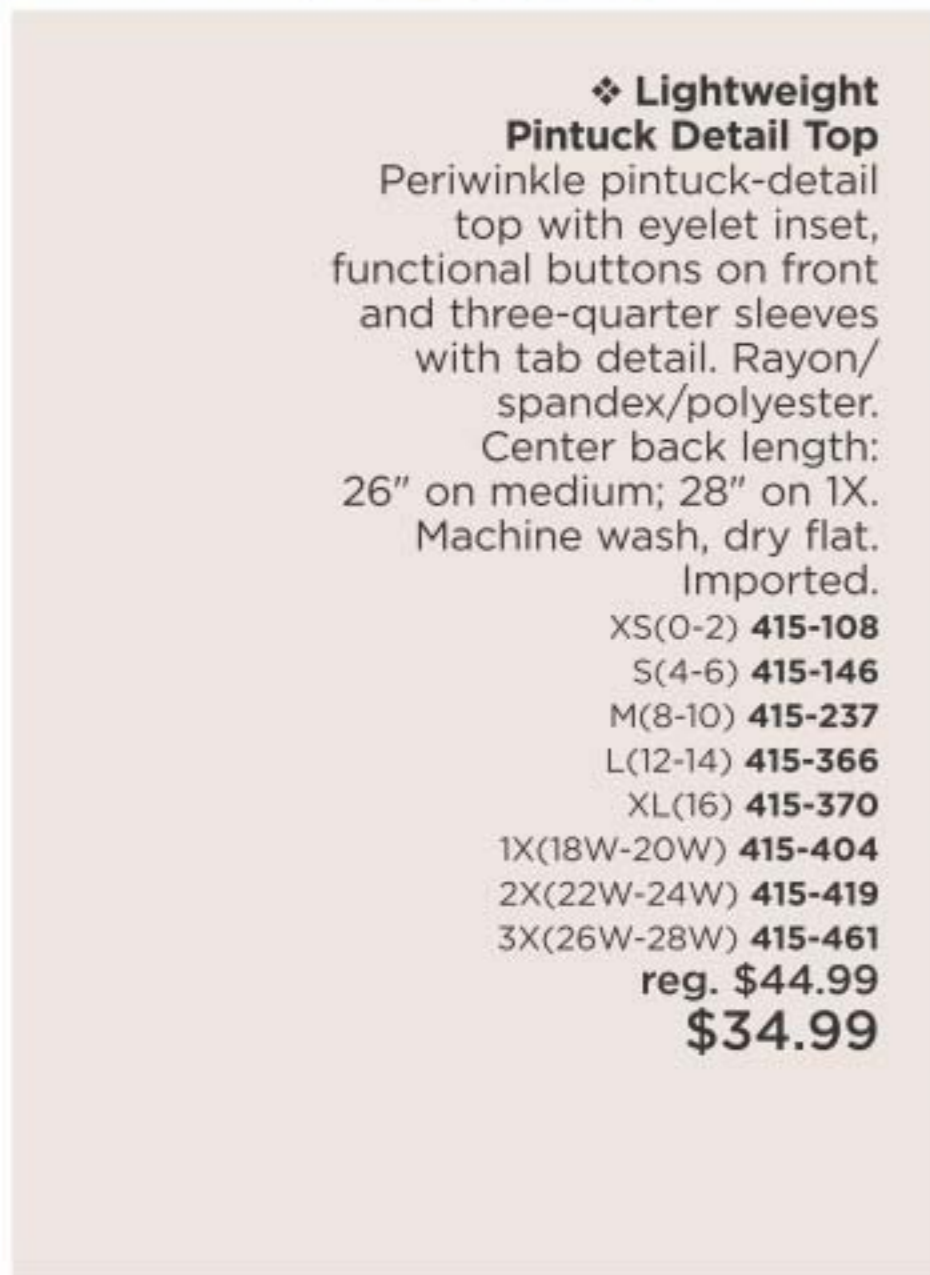 ❖ Lightweight
Pintuck Detail Top
Periwinkle pintuck-detail
top with eyelet inset,
functional buttons on front
and three-quarter sleeves
with tab detail. Rayon/
spandex/polyester.
Center back length:
26" on medium; 28" on 1X.
Machine wash, dry flat.
Imported.
XS(0-2) 415-108
S(4-6) 415-146
M(8-10) 415-237
L(12-14) 415-366
XL(16) 415-370
1X(18W-20W) 415-404
2X(22W-24W) 415-419
3X(26W-28W) 415-461
reg. $44.99
$34.99